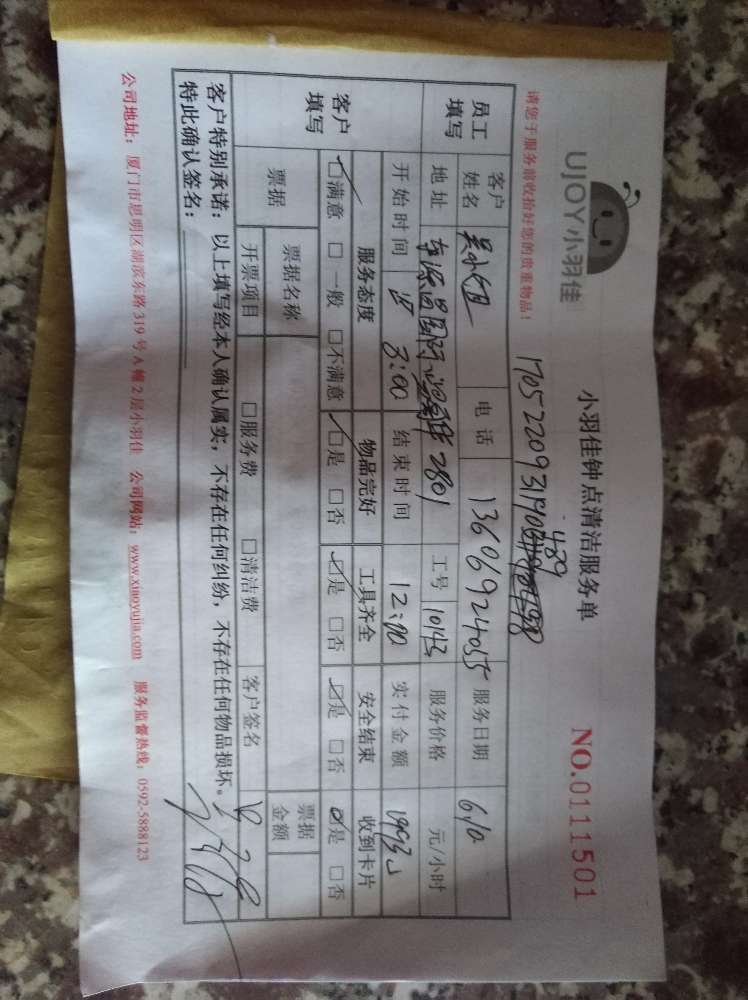 UJOY小羽佳
小羽佳钟点清洁服务单
NO.0111501
请您于服务前收拾好您的贵重物品！
员工填写
客户姓名
电话 13606924055
服务日期 6/10
地址 2801
工号
服务价格 元/小时
开始时间 3:00
结束时间 12:00
实付金额
客户填写
服务态度 物品完好 工具齐全 安全结束 收到卡片
☑满意 □一般 □不满意 ☑是 □否 ☑是 □否 ☑是 □否 ☑是 □否
票据 票据名称 票据金额
开票项目 □服务费 □清洁费 客户签名
客户特别承诺：以上填写经本人确认属实，不存在任何纠纷，不存在任何物品损坏。
特此确认签名：
公司地址：厦门市思明区湖滨东路319号A幢2层小羽佳 公司网站：www.xiaoyujia.com 服务监督热线：0592-5888123